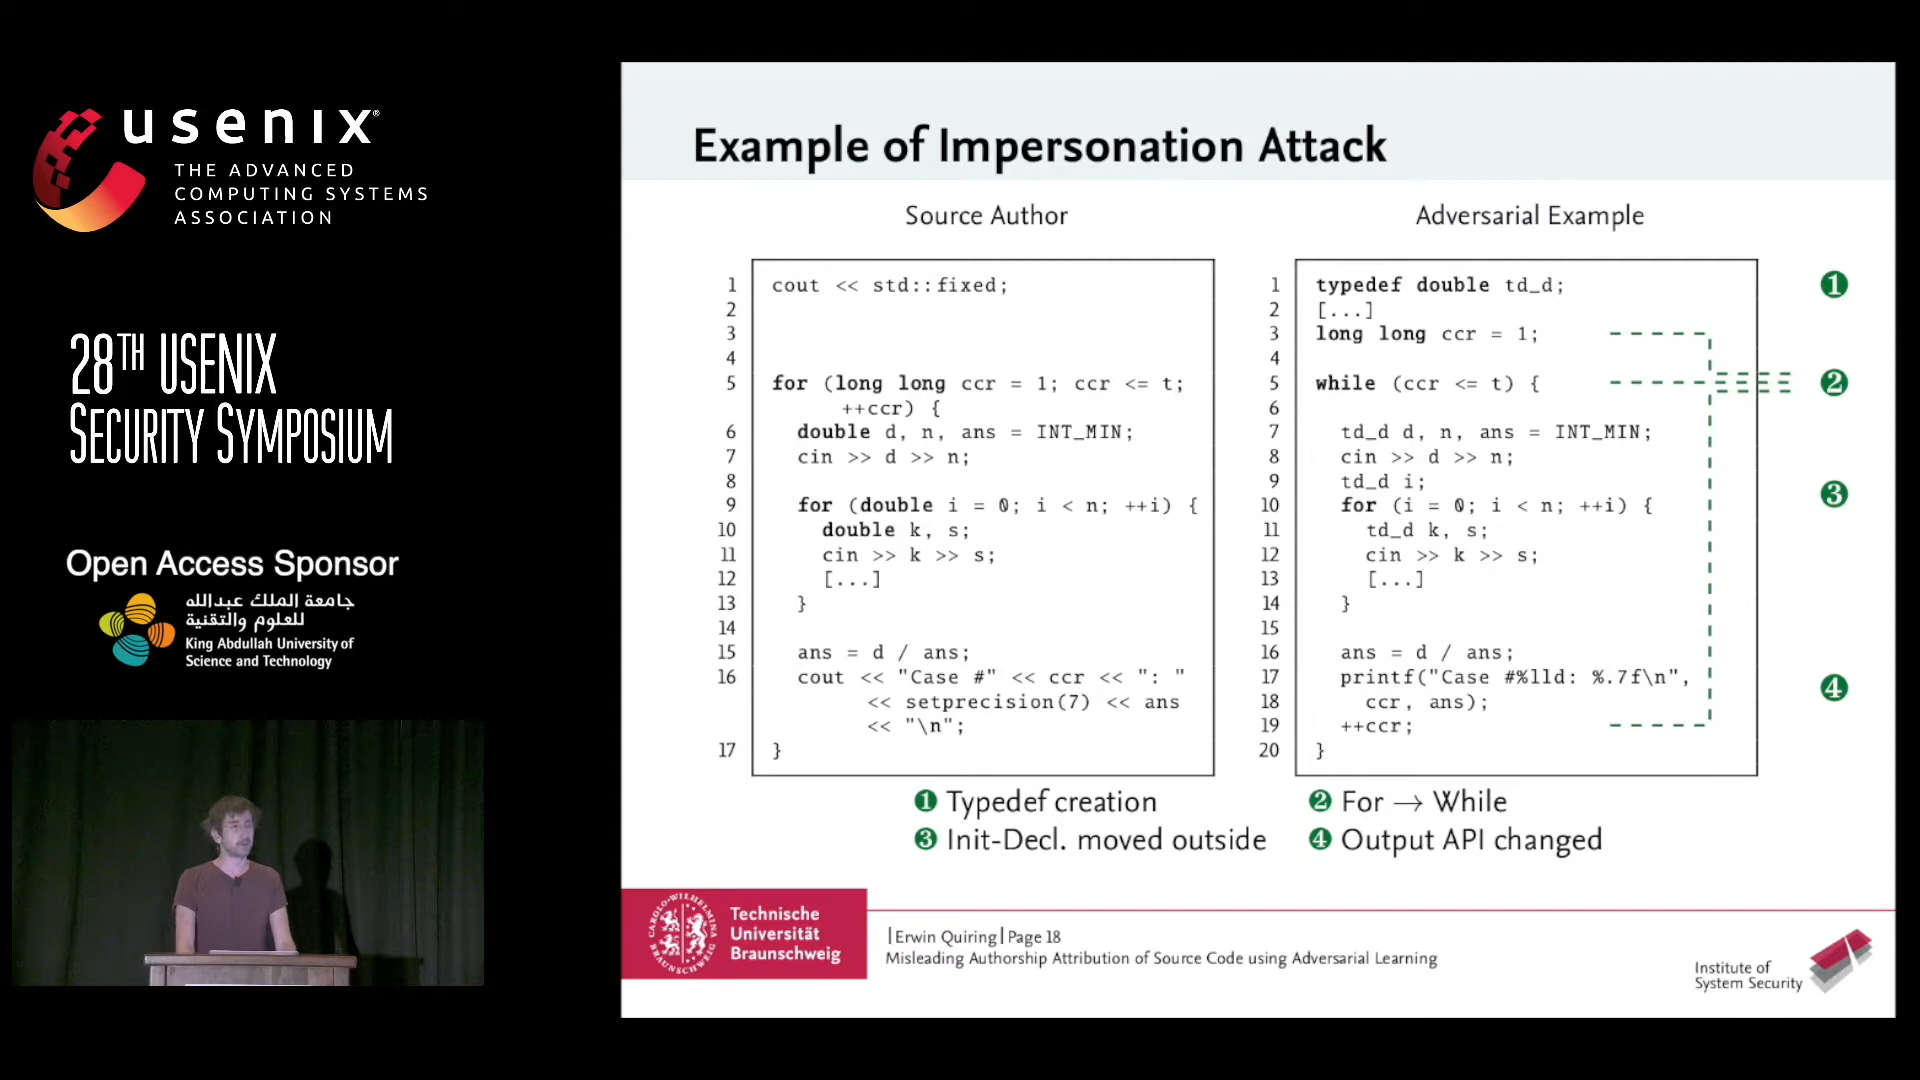 usenix
THE ADVANCED
COMPUTING SYSTEMS
ASSOCIATION
28TH USENIX
SECURITY SYMPOSIUM
Open Access Sponsor
جامعة الملك عبدالله
للعلوم والتقنية
King Abdullah University of
Science and Technology
Example of Impersonation Attack
Source Author
1 cout << std::fixed;
2
3
4
5 for (long long ccr = 1; ccr <= t;
++ccr) {
6 double d, n, ans = INT_MIN;
7 cin >> d >> n;
8
9 for (double i = 0; i < n; ++i) {
10 double k, s;
11 cin >> k >> s;
12 [...]
13 }
14
15 ans = d / ans;
16 cout << "Case #" << ccr << ": "
<< setprecision(7) << ans
<< "\n";
17 }
Adversarial Example
1 typedef double td_d;
2 [...]
3 long long ccr = 1;
4
5 while (ccr <= t) {
6
7 td_d d, n, ans = INT_MIN;
8 cin >> d >> n;
9 td_d i;
10 for (i = 0; i < n; ++i) {
11 td_d k, s;
12 cin >> k >> s;
13 [...]
14 }
15
16 ans = d / ans;
17 printf("Case #%lld: %.7f\n",
18 ccr, ans);
19 ++ccr;
20 }
❶
❷
❸
❹
❶ Typedef creation
❷ For → While
❸ Init-Decl. moved outside
❹ Output API changed
Technische
Universität
Braunschweig
| Erwin Quiring | Page 18
Misleading Authorship Attribution of Source Code using Adversarial Learning
Institute of
System Security